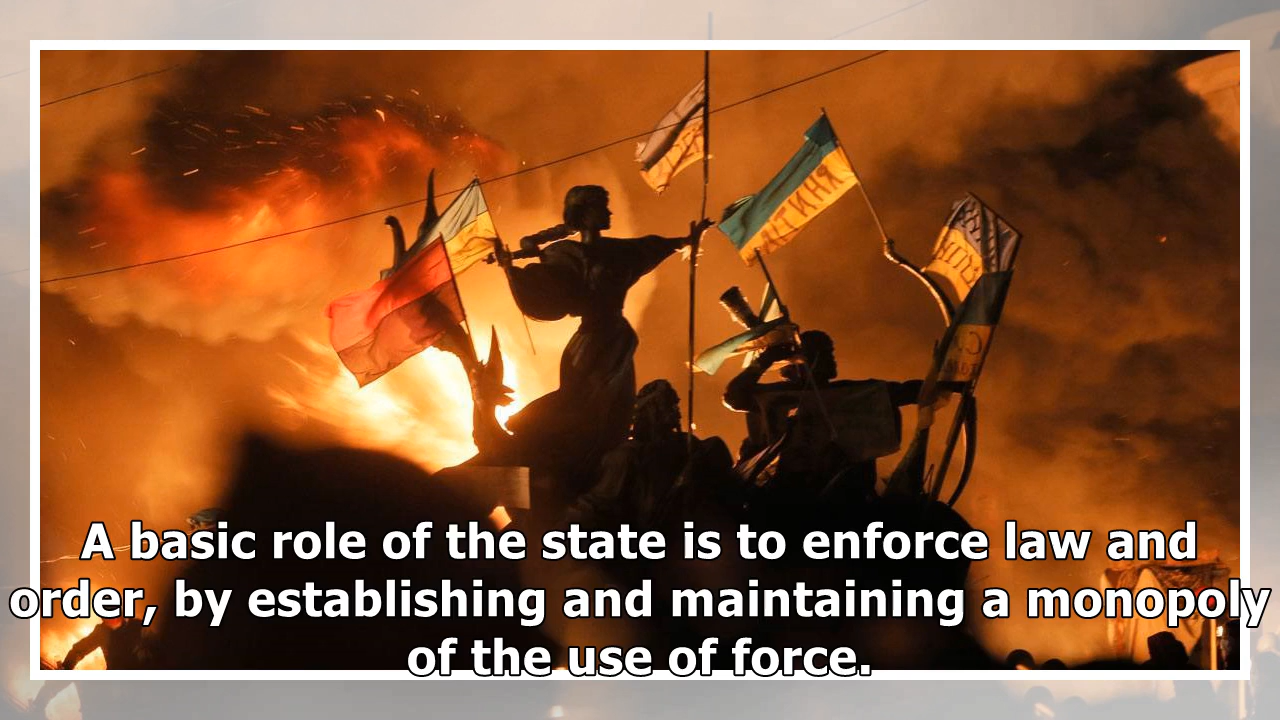 A basic role of the state is to enforce law and
order, by establishing and maintaining a monopoly
of the use of force.